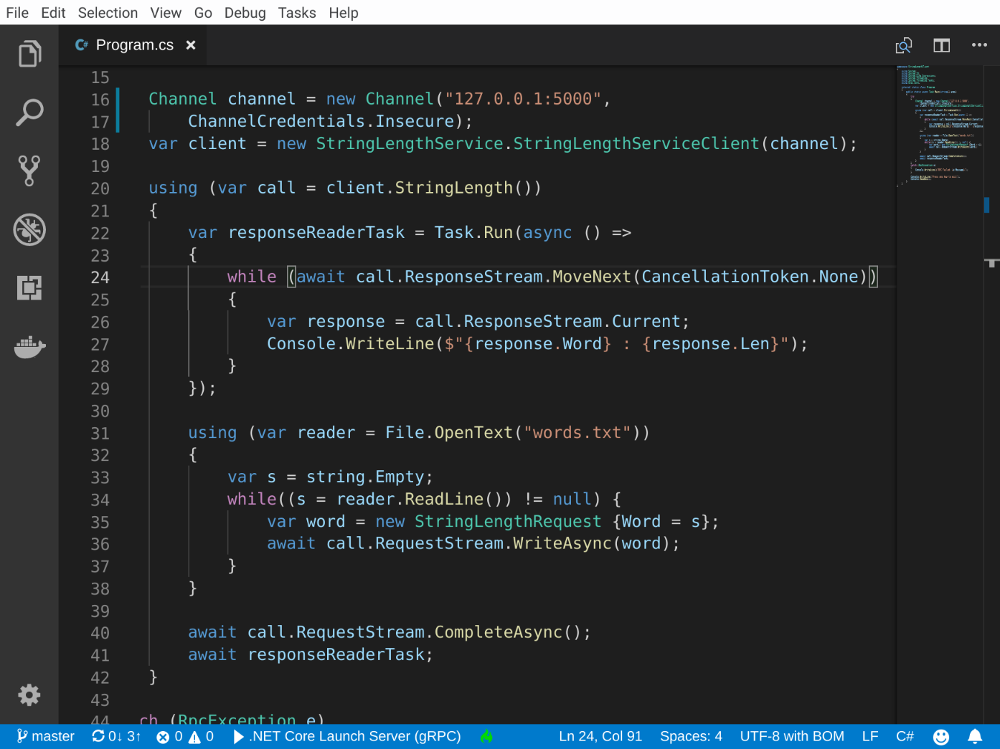 File Edit Selection View Go Debug Tasks Help
C# Program.cs ×
15
16 Channel channel = new Channel("127.0.0.1:5000",
17 ChannelCredentials.Insecure);
18 var client = new StringLengthService.StringLengthServiceClient(channel);
19
20 using (var call = client.StringLength())
21 {
22 var responseReaderTask = Task.Run(async () =>
23 {
24 while (await call.ResponseStream.MoveNext(CancellationToken.None))
25 {
26 var response = call.ResponseStream.Current;
27 Console.WriteLine($"{response.Word} : {response.Len}");
28 }
29 });
30
31 using (var reader = File.OpenText("words.txt"))
32 {
33 var s = string.Empty;
34 while((s = reader.ReadLine()) != null) {
35 var word = new StringLengthRequest {Word = s};
36 await call.RequestStream.WriteAsync(word);
37 }
38 }
39
40 await call.RequestStream.CompleteAsync();
41 await responseReaderTask;
42 }
43
44 ch (RpcException e)
master 0↓ 3↑ 0 0 .NET Core Launch Server (gRPC) Ln 24, Col 91 Spaces: 4 UTF-8 with BOM LF C#